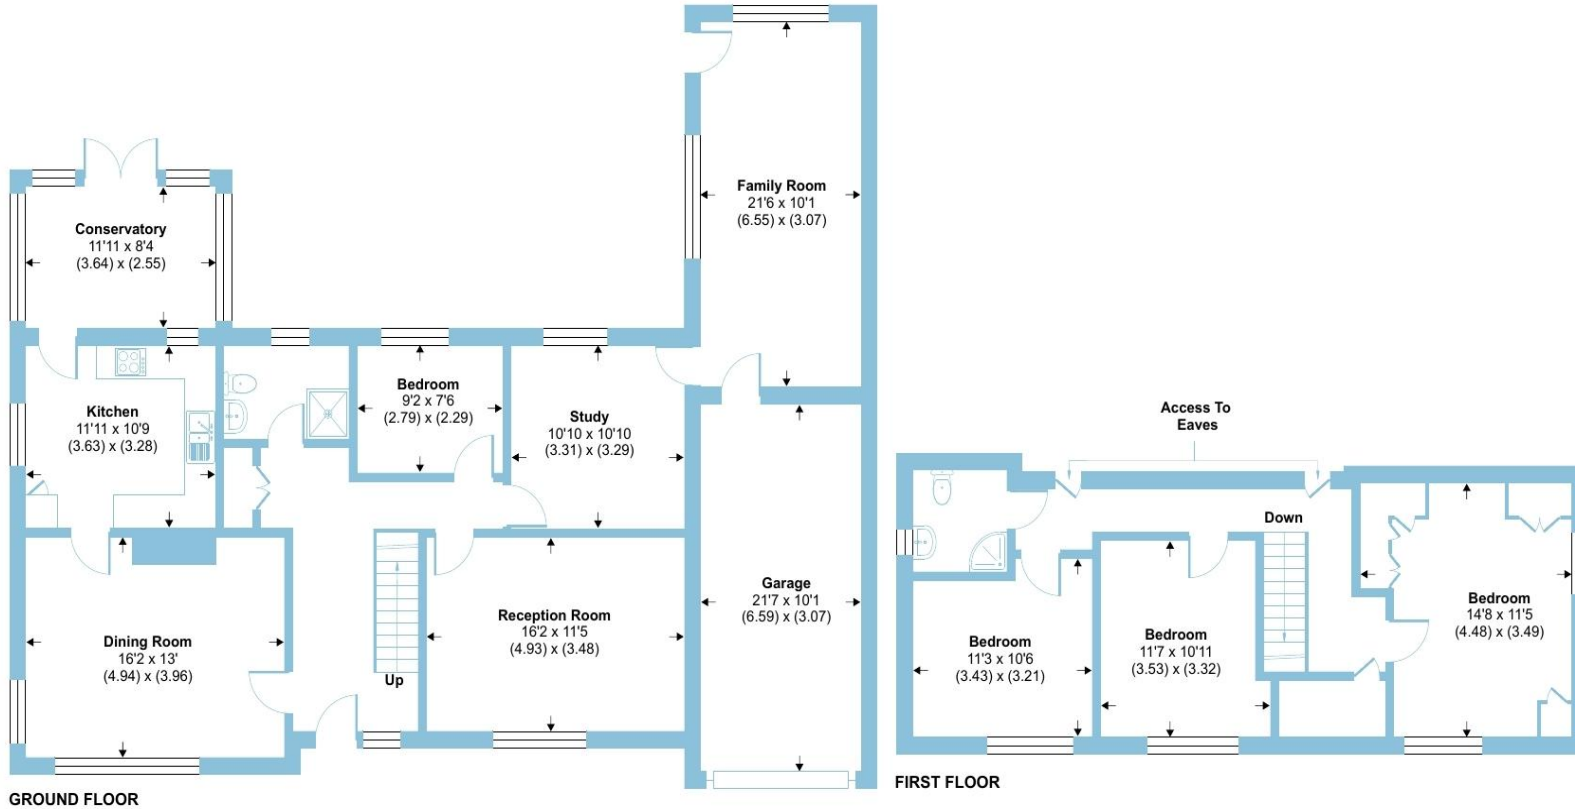 Family Room
21'6 x 10'1
(6.55) x (3.07)
Conservatory
11'11 x 8'4
(3.64) x (2.55)
Kitchen
11'11 x 10'9
(3.63) x (3.28)
Bedroom
9'2 x 7'6
(2.79) x (2.29)
Study
10'10 x 10'10
(3.31) x (3.29)
Dining Room
16'2 x 13'
(4.94) x (3.96)
Up
Reception Room
16'2 x 11'5
(4.93) x (3.48)
Garage
21'7 x 10'1
(6.59) x (3.07)
GROUND FLOOR
Access To
Eaves
Down
Bedroom
11'3 x 10'6
(3.43) x (3.21)
Bedroom
11'7 x 10'11
(3.53) x (3.32)
Bedroom
14'8 x 11'5
(4.48) x (3.49)
FIRST FLOOR